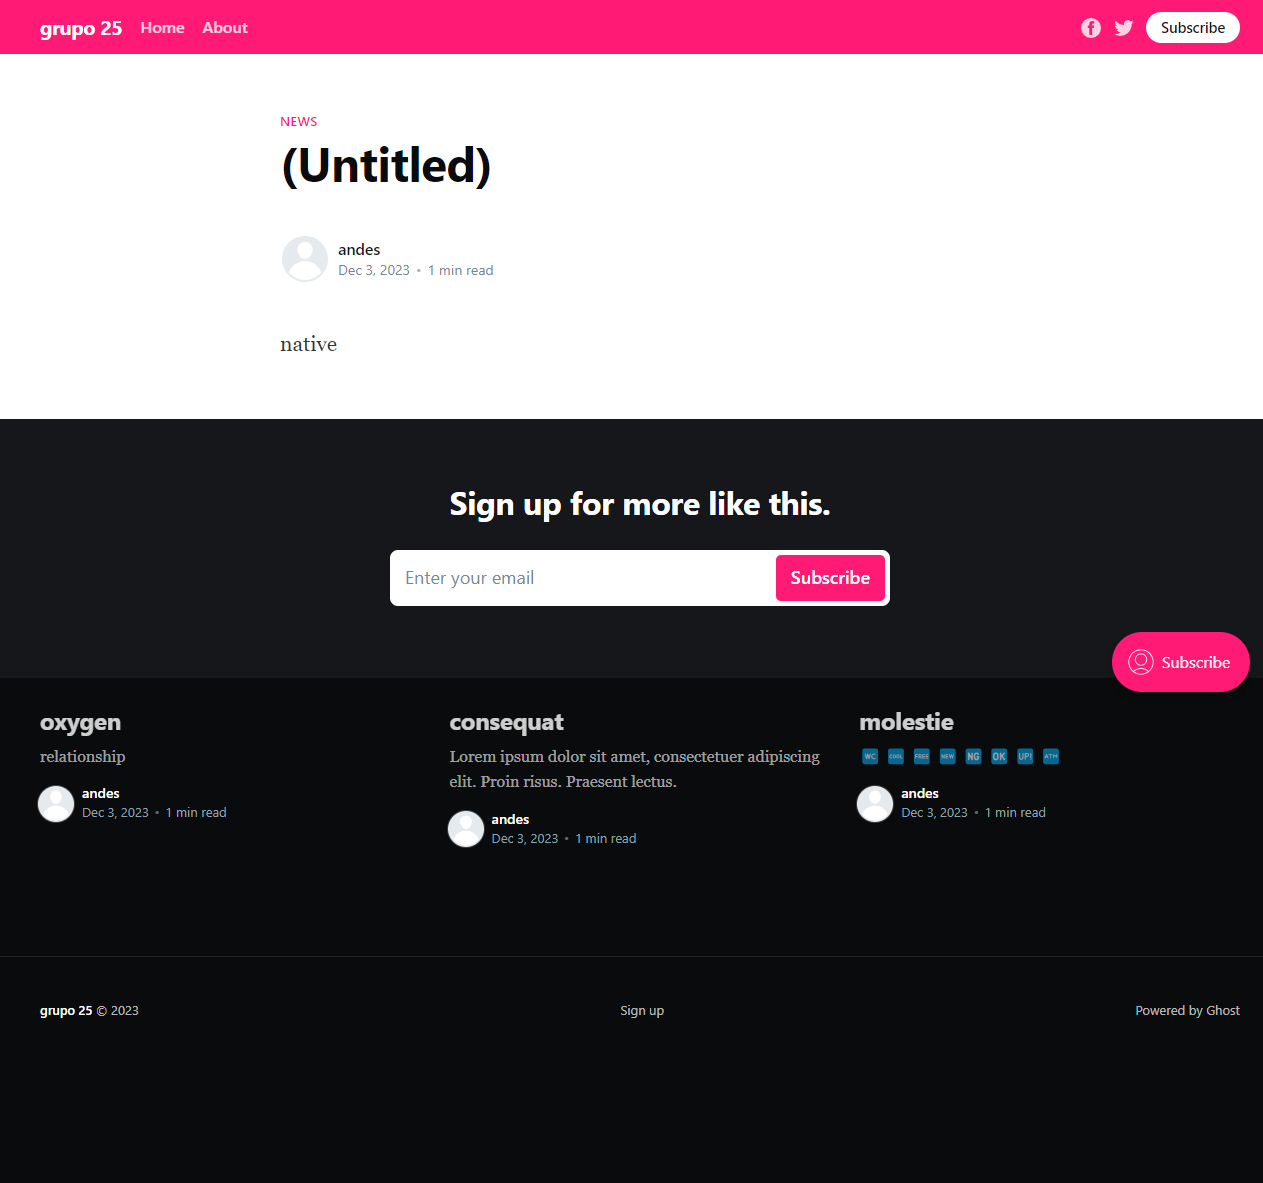 grupo 25 Home About Subscribe
NEWS
(Untitled)
andes
Dec 3, 2023 • 1 min read
native
Sign up for more like this.
Enter your email Subscribe
Subscribe
oxygen
relationship
andes
Dec 3, 2023 • 1 min read
consequat
Lorem ipsum dolor sit amet, consectetuer adipiscing
elit. Proin risus. Praesent lectus.
andes
Dec 3, 2023 • 1 min read
molestie
WC COOL FREE NEW NG OK UP! ATM
andes
Dec 3, 2023 • 1 min read
grupo 25 © 2023 Sign up Powered by Ghost